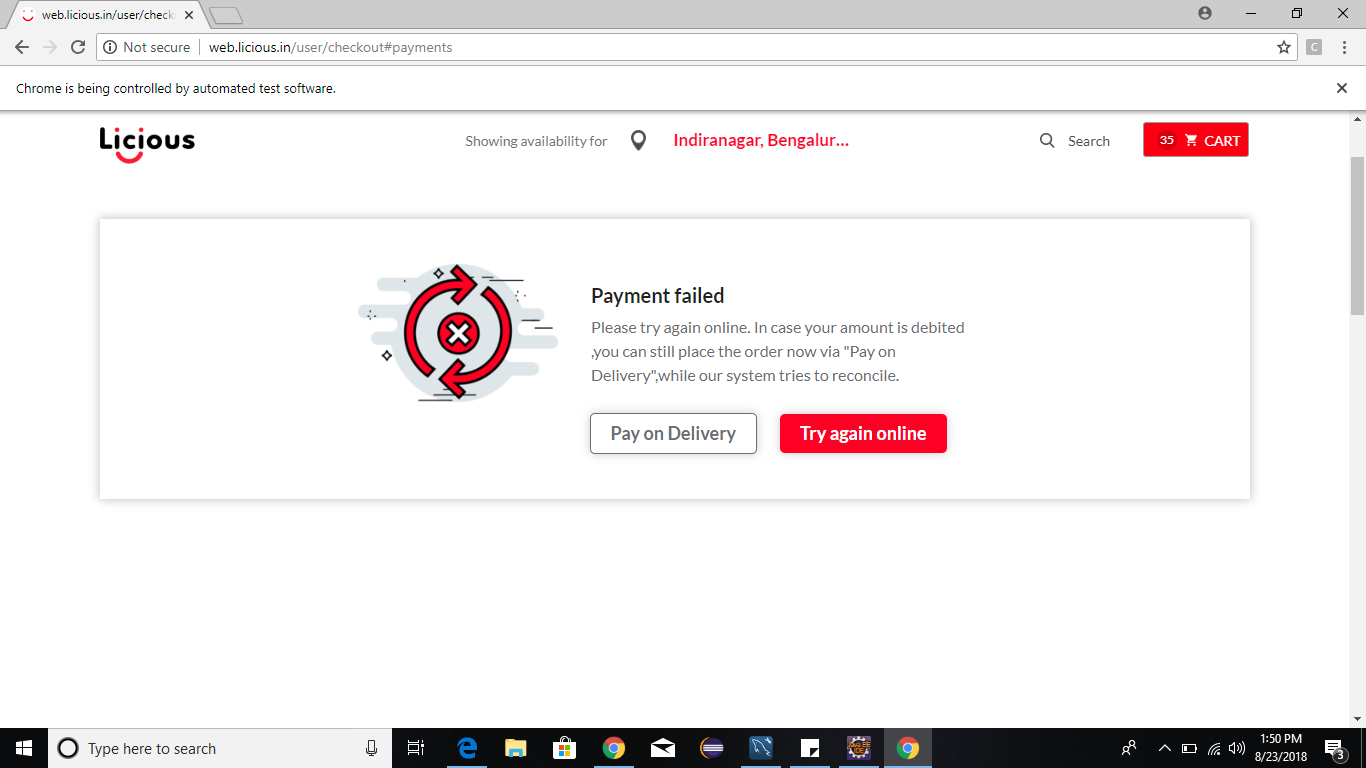 web.licious.in/user/check
Not secure
web.licious.in/user/checkout#payments
C
Chrome is being controlled by automated test software.
Licious
Showing availability for
Indiranagar, Bengalur...
Search
35 CART
Payment failed
Please try again online. In case your amount is debited
,you can still place the order now via "Pay on
Delivery",while our system tries to reconcile.
Pay on Delivery
Try again online
Type here to search
1:50 PM
8/23/2018
3